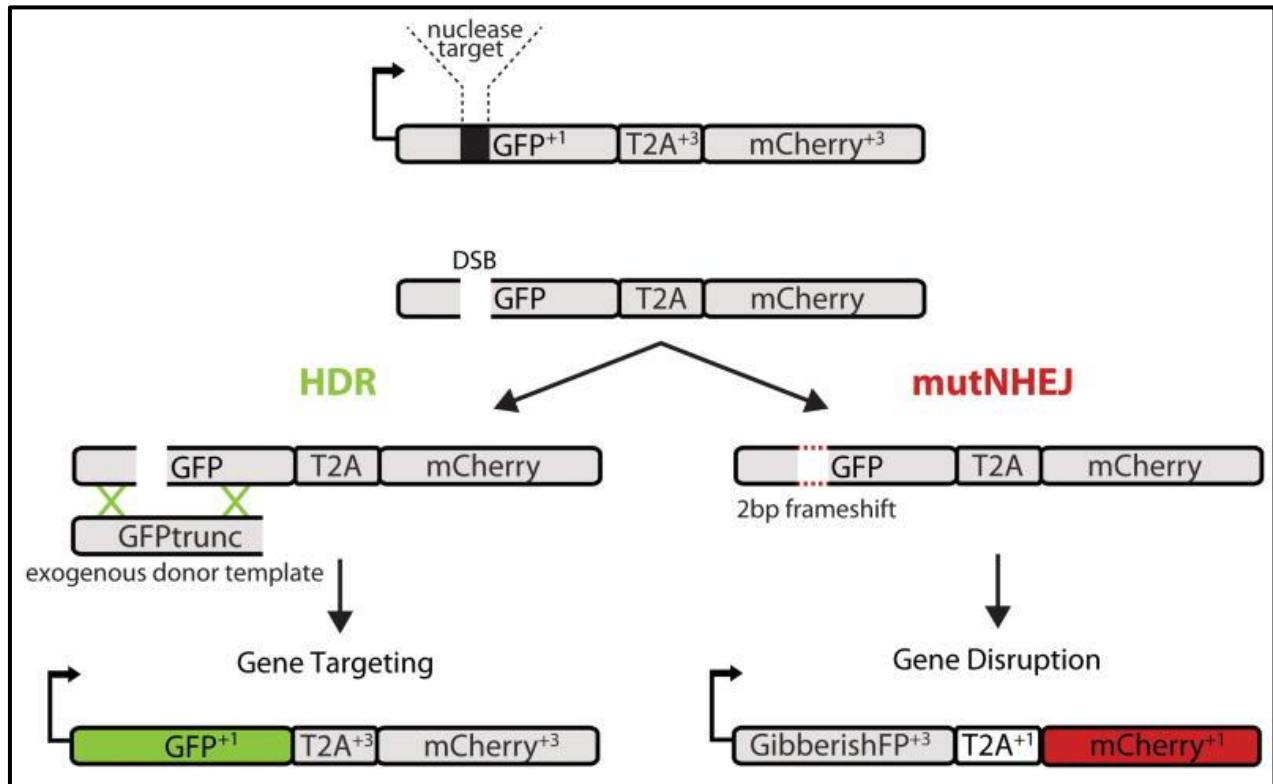 nuclease
target
GFP⁺¹ T2A⁺³ mCherry⁺³
DSB
GFP T2A mCherry
HDR
mutNHEJ
GFP T2A mCherry
GFP T2A mCherry
GFPtrunc
2bp frameshift
exogenous donor template
Gene Targeting
Gene Disruption
GFP⁺¹ T2A⁺³ mCherry⁺³
GibberishFP⁺³ T2A⁺¹ mCherry⁺¹